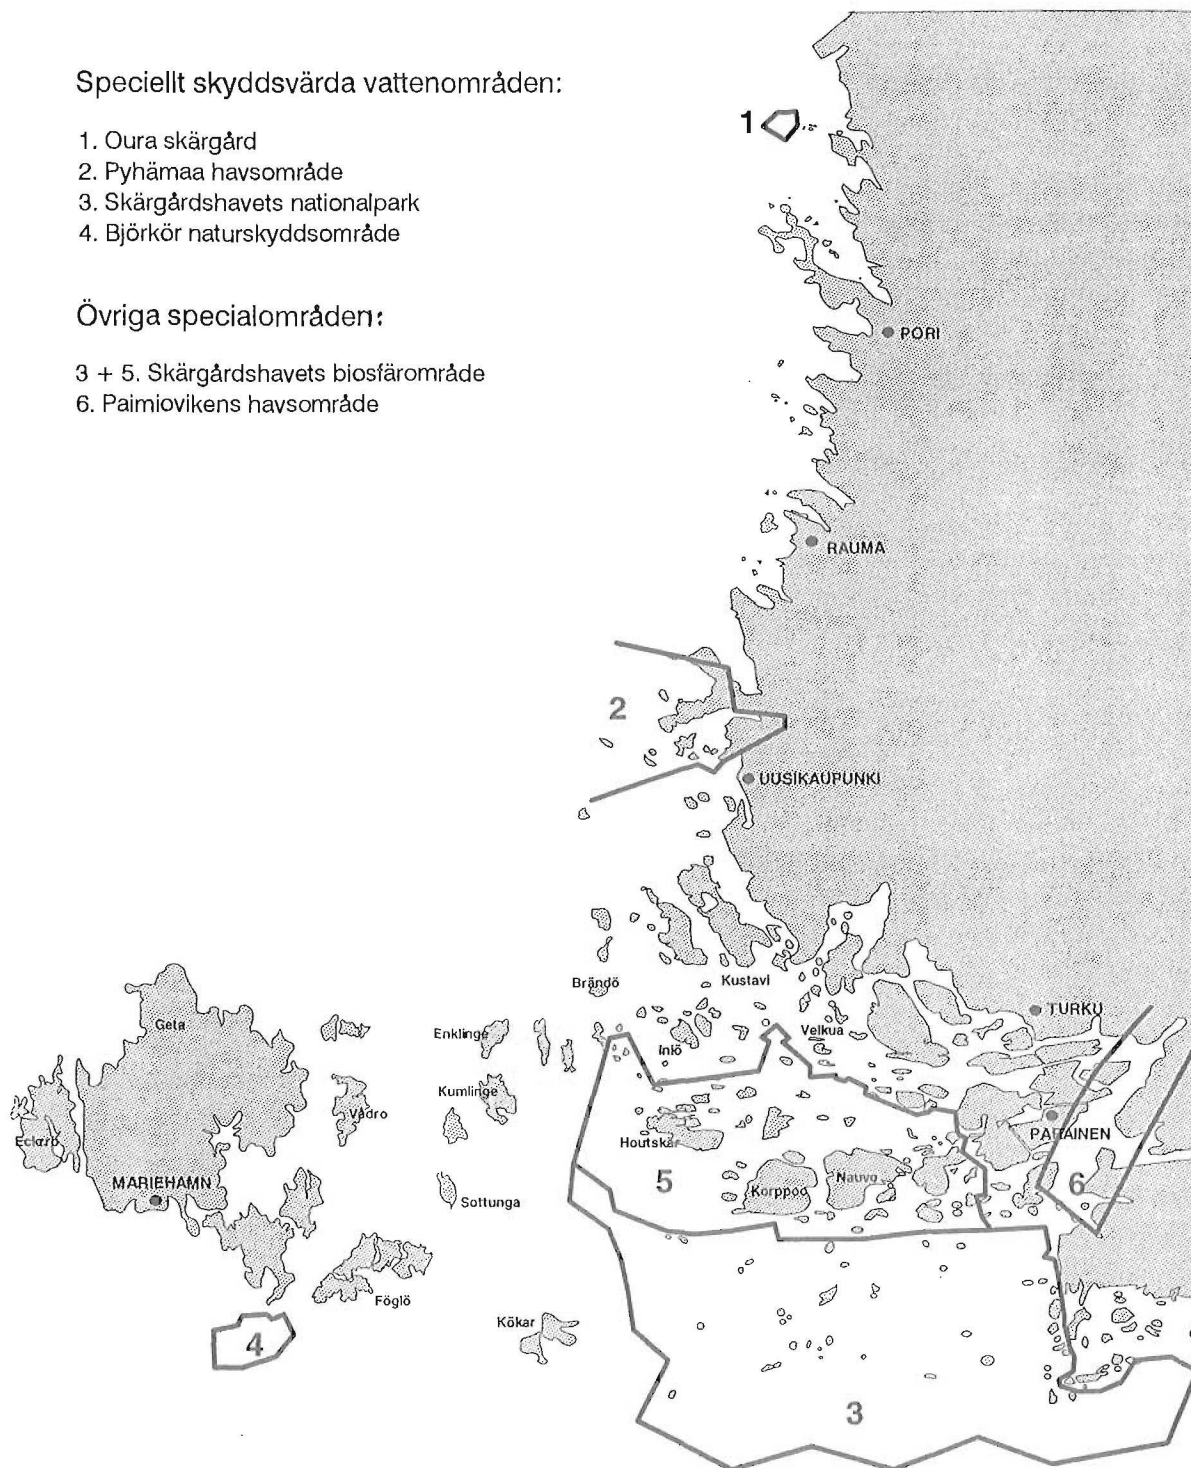 Speciellt skyddsvärda vattenområden:
1. Oura skärgård
2. Pyhämaa havsområde
3. Skärgårdshavets nationalpark
4. Björkör naturskyddsområde
Övriga specialområden:
3 + 5. Skärgårdshavets biosfärområde
6. Paimiovikens havsområde
1
PORI
RAUMA
2
UUSIKAUPUNKI
Brändö
Kustavi
Geta
Enklinge
Velkua
TURKU
Iniö
Kumlinge
Vådrö
Eckerö
Houtskär
PARAINEN
MARIEHAMN
5
Korppoo
Nauvo
6
Sottunga
Föglö
Kökar
4
3